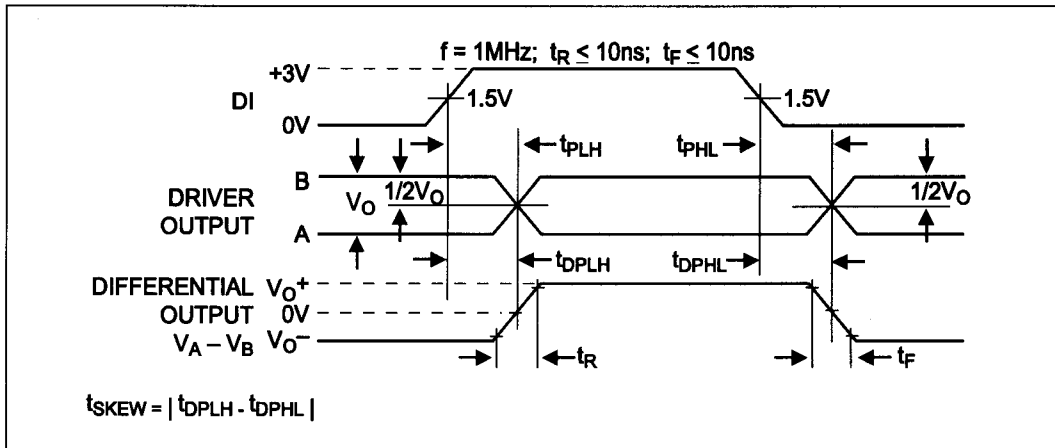 f = 1MHz; tR ≤ 10ns; tF ≤ 10ns
+3V
DI
1.5V
1.5V
0V
tPLH
tPHL
B
DRIVER
OUTPUT
VO
1/2VO
1/2VO
A
tDPLH
tDPHL
DIFFERENTIAL
OUTPUT
VA – VB
VO+
0V
VO–
tR
tF
tSKEW = | tDPLH - tDPHL |